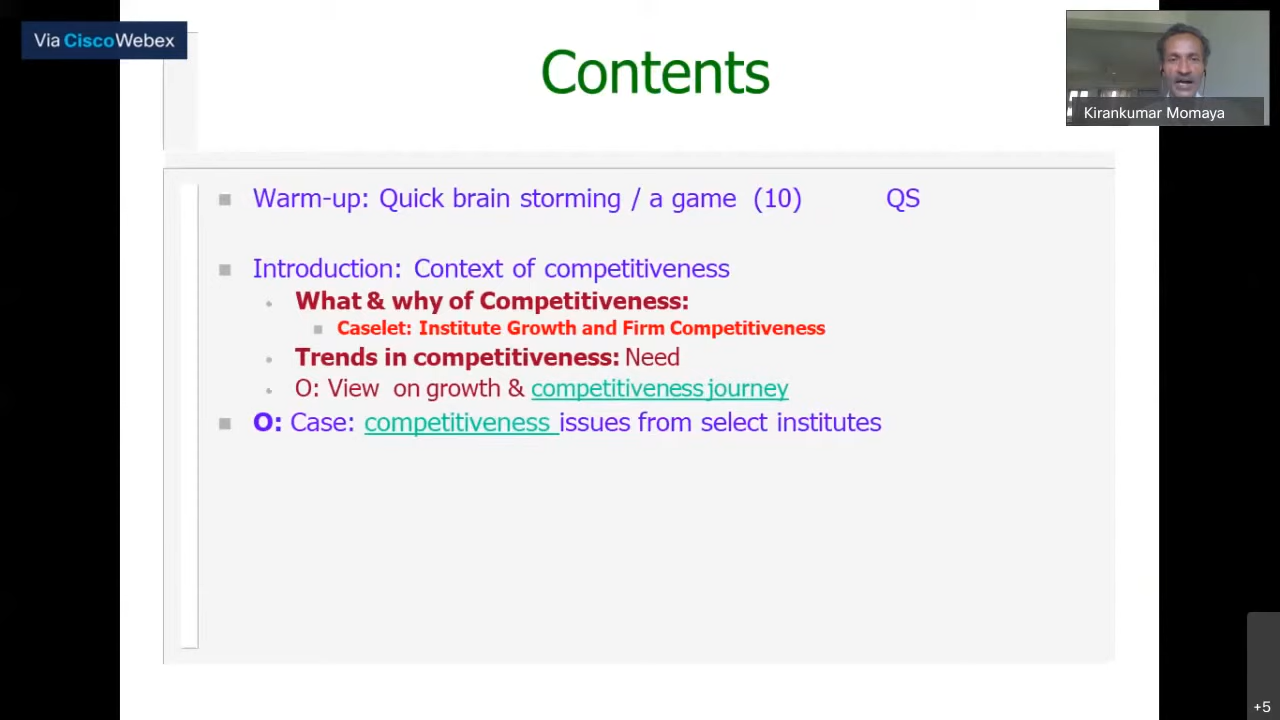 Via CiscoWebex
Contents
Kirankumar Momaya
Warm-up: Quick brain storming / a game (10) QS
Introduction: Context of competitiveness
What & why of Competitiveness:
Caselet: Institute Growth and Firm Competitiveness
Trends in competitiveness: Need
O: View on growth & competitiveness journey
O: Case: competitiveness issues from select institutes
+5